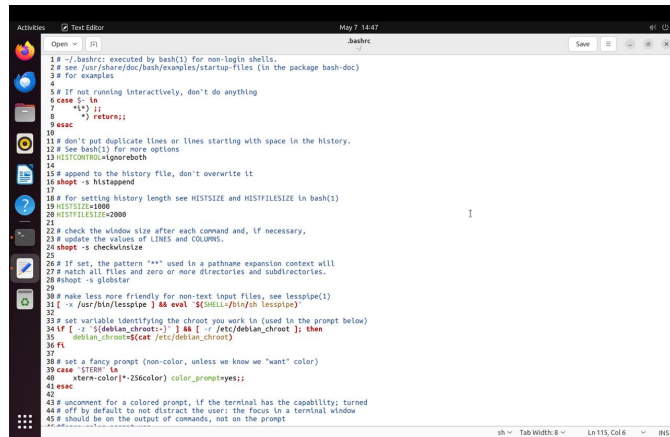 Activities
Text Editor
May 7 14:47
Open
.bashrc
~/
Save
1 # ~/.bashrc: executed by bash(1) for non-login shells.
2 # see /usr/share/doc/bash/examples/startup-files (in the package bash-doc)
3 # for examples
4
5 # If not running interactively, don't do anything
6 case $- in
7     *i*) ;;
8       *) return;;
9 esac
10
11 # don't put duplicate lines or lines starting with space in the history.
12 # See bash(1) for more options
13 HISTCONTROL=ignoreboth
14
15 # append to the history file, don't overwrite it
16 shopt -s histappend
17
18 # for setting history length see HISTSIZE and HISTFILESIZE in bash(1)
19 HISTSIZE=1000
20 HISTFILESIZE=2000
21
22 # check the window size after each command and, if necessary,
23 # update the values of LINES and COLUMNS.
24 shopt -s checkwinsize
25
26 # If set, the pattern "**" used in a pathname expansion context will
27 # match all files and zero or more directories and subdirectories.
28 #shopt -s globstar
29
30 # make less more friendly for non-text input files, see lesspipe(1)
31 [ -x /usr/bin/lesspipe ] && eval "$(SHELL=/bin/sh lesspipe)"
32
33 # set variable identifying the chroot you work in (used in the prompt below)
34 if [ -z "${debian_chroot:-}" ] && [ -r /etc/debian_chroot ]; then
35     debian_chroot=$(cat /etc/debian_chroot)
36 fi
37
38 # set a fancy prompt (non-color, unless we know we "want" color)
39 case "$TERM" in
40     xterm-color|*-256color) color_prompt=yes;;
41 esac
42
43 # uncomment for a colored prompt, if the terminal has the capability; turned
44 # off by default to not distract the user: the focus in a terminal window
45 # should be on the output of commands, not on the prompt
sh
Tab Width: 8
Ln 115, Col 6
INS